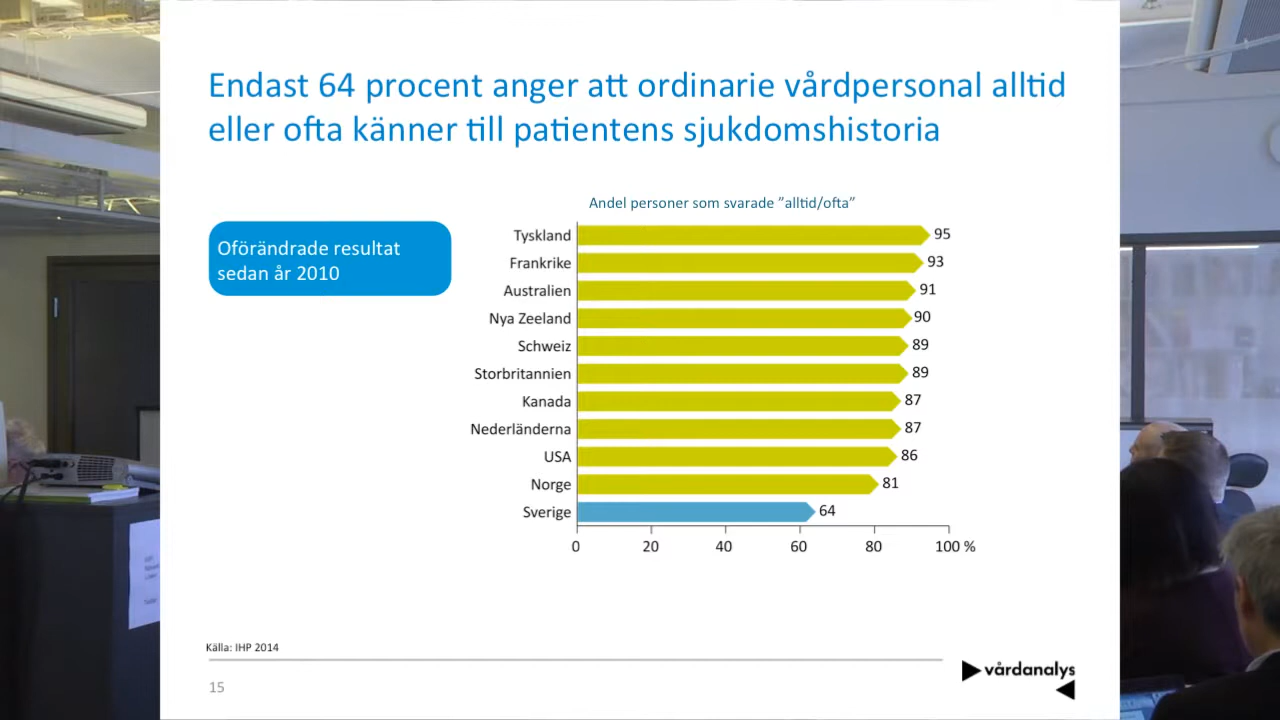 Endast 64 procent anger att ordinarie vårdpersonal alltid
eller ofta känner till patientens sjukdomshistoria
Oförändrade resultat
sedan år 2010
Andel personer som svarade ”alltid/ofta”
Tyskland 95
Frankrike 93
Australien 91
Nya Zeeland 90
Schweiz 89
Storbritannien 89
Kanada 87
Nederländerna 87
USA 86
Norge 81
Sverige 64
0 20 40 60 80 100 %
Källa: IHP 2014
15
vårdanalys